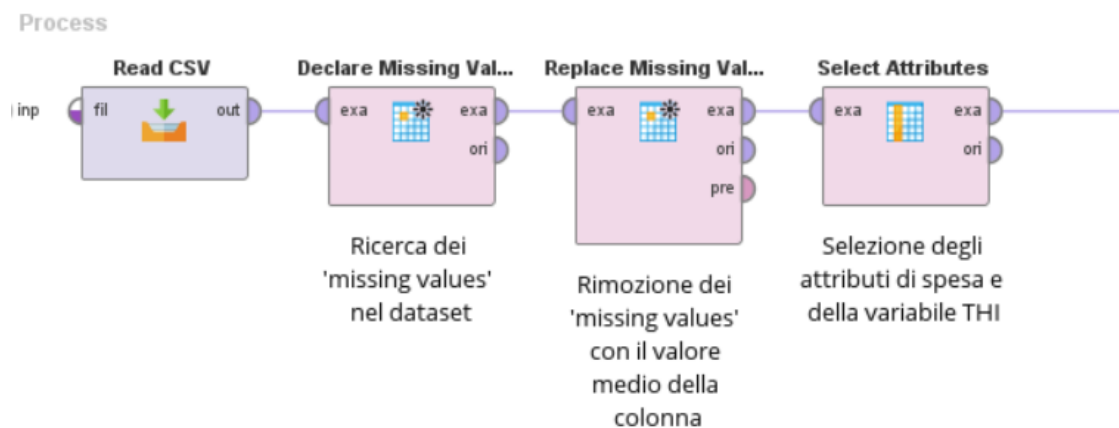 Process
Read CSV
Declare Missing Val...
Replace Missing Val...
Select Attributes
inp
fil
out
exa
exa
ori
exa
exa
ori
pre
exa
exa
ori
Ricerca dei
'missing values'
nel dataset
Rimozione dei
'missing values'
con il valore
medio della
colonna
Selezione degli
attributi di spesa e
della variabile THI